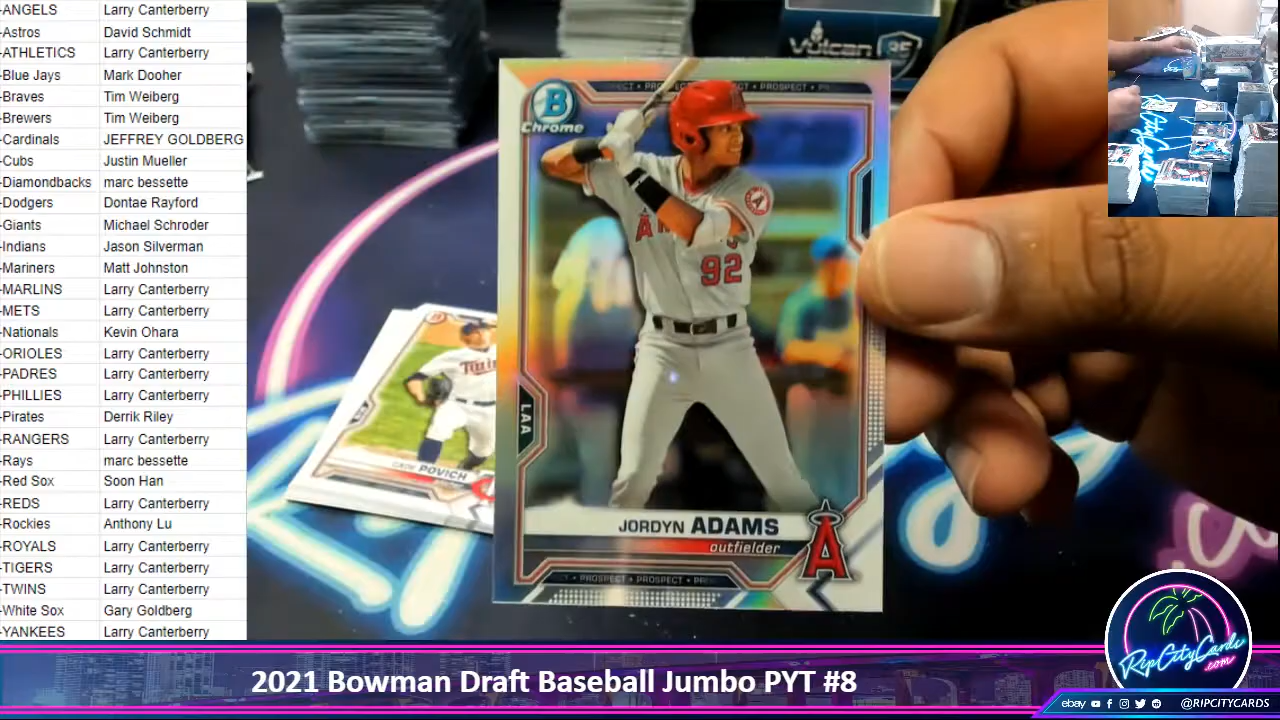 -ANGELS Larry Canterberry
-Astros David Schmidt
-ATHLETICS Larry Canterberry
-Blue Jays Mark Dooher
-Braves Tim Weiberg
-Brewers Tim Weiberg
-Cardinals JEFFREY GOLDBERG
-Cubs Justin Mueller
-Diamondbacks marc bessette
-Dodgers Dontae Rayford
-Giants Michael Schroder
-Indians Jason Silverman
-Mariners Matt Johnston
-MARLINS Larry Canterberry
-METS Larry Canterberry
-Nationals Kevin Ohara
-ORIOLES Larry Canterberry
-PADRES Larry Canterberry
-PHILLIES Larry Canterberry
-Pirates Derrik Riley
-RANGERS Larry Canterberry
-Rays marc bessette
-Red Sox Soon Han
-REDS Larry Canterberry
-Rockies Anthony Lu
-ROYALS Larry Canterberry
-TIGERS Larry Canterberry
-TWINS Larry Canterberry
-White Sox Gary Goldberg
-YANKEES Larry Canterberry
Vulcan
PROSPECT
B
Chrome
A
92
LAA
JORDYN ADAMS
outfielder
A
PROSPECT • PROSPECT
POVICH
RipCityCards
.com
2021 Bowman Draft Baseball Jumbo PYT #8
ebay @RIPCITYCARDS